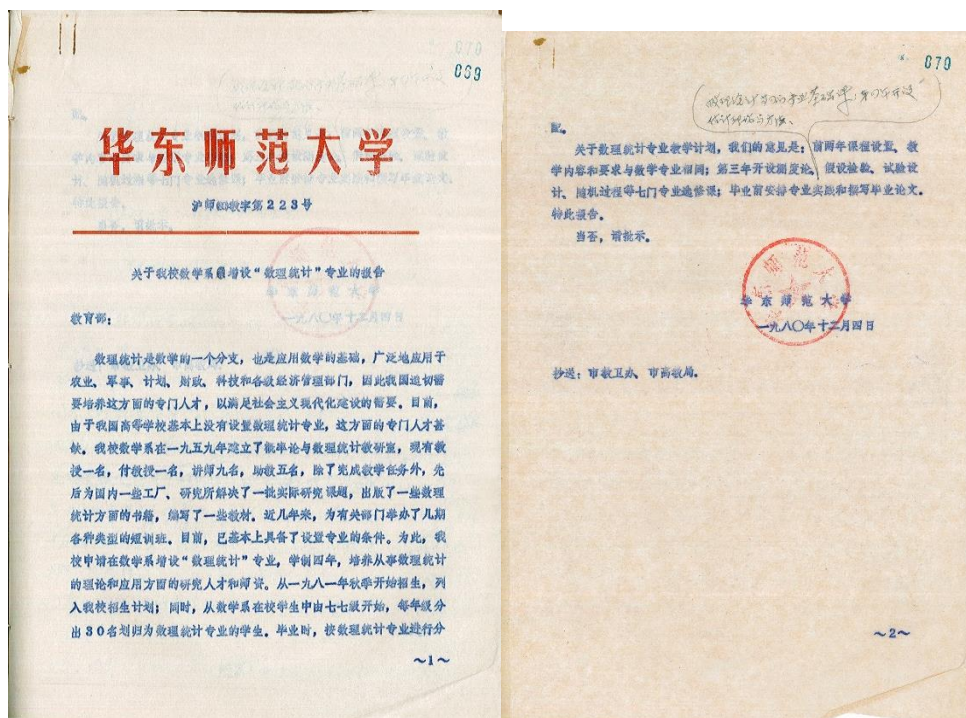 069
华东师范大学
沪师(80)教字第223号
关于我校数学系增设“数理统计”专业的报告
教育部：
数理统计是数学的一个分支，也是应用数学的基础，广泛地应用于
农业、军事、计划、财政、科技和各级经济管理部门，因此我国迫切需
要培养这方面的专门人才，以满足社会主义现代化建设的需要。目前，
由于我国高等学校基本上没有设置数理统计专业，这方面的专门人才甚
缺。我校数学系在一九五九年建立了概率论与数理统计教研室，现有教
授一名，付教授一名，讲师九名，助教五名，除了完成教学任务外，先
后为国内一些工厂、研究所解决了一批实际研究课题，出版了一些数理
统计方面的书籍，编写了一些教材。近几年来，为有关部门举办了几期
各种类型的短训班。目前，已基本上具备了设置专业的条件。为此，我
校申请在数学系增设“数理统计”专业，学制四年，培养从事数理统计
的理论和应用方面的研究人才和师资。从一九八一年秋季开始招生，列
入我校招生计划；同时，从数学系在校学生中由七七级开始，每年级分
出30名划归为数理统计专业的学生。毕业时，按数理统计专业进行分
～1～
070
配。
关于数理统计专业教学计划，我们的意见是：前两年课程设置、教
学内容和要求与数学专业相同；第三年开设测度论、假设检验、试验设
计、随机过程等七门专业选修课；毕业前安排专业实践和撰写毕业论文。
特此报告。
当否，请批示。
华东师范大学
一九八〇年十二月四日
抄送：市教卫办、市高教局。
～2～